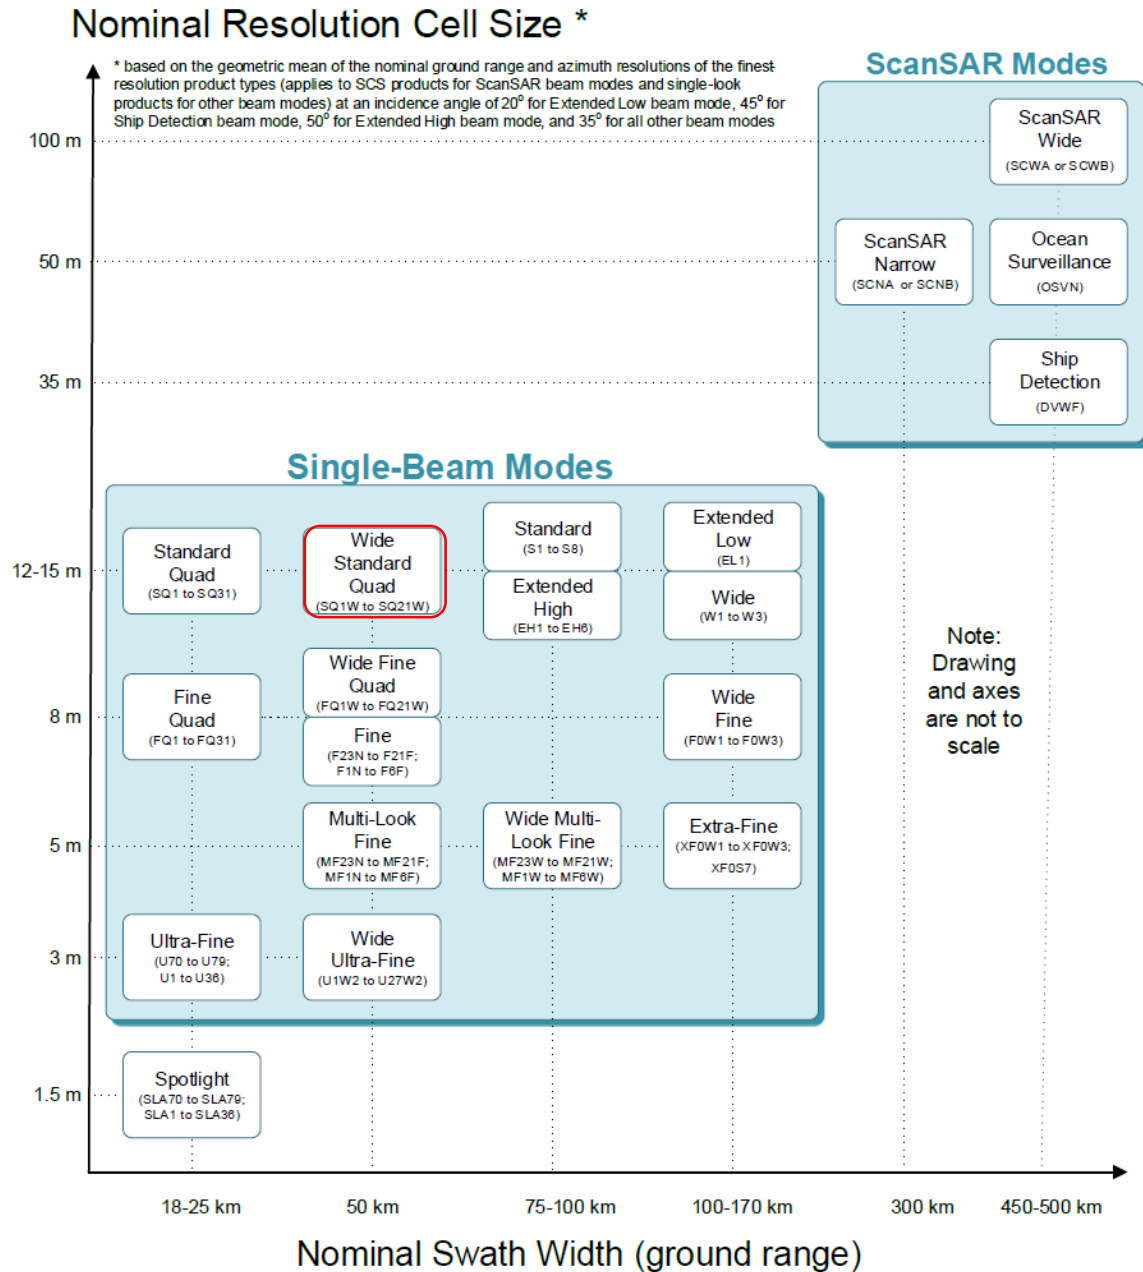 Nominal Resolution Cell Size *
* based on the geometric mean of the nominal ground range and azimuth resolutions of the finest-
resolution product types (applies to SCS products for ScanSAR beam modes and single-look
products for other beam modes) at an incidence angle of 20° for Extended Low beam mode, 45° for
Ship Detection beam mode, 50° for Extended High beam mode, and 35° for all other beam modes
ScanSAR Modes
100 m
ScanSAR
Wide
(SCWA or SCWB)
50 m
ScanSAR
Narrow
(SCNA or SCNB)
Ocean
Surveillance
(OSVN)
35 m
Ship
Detection
(DVWF)
Single-Beam Modes
12-15 m
Standard
Quad
(SQ1 to SQ31)
Wide
Standard
Quad
(SQ1W to SQ21W)
Standard
(S1 to S8)
Extended
High
(EH1 to EH6)
Extended
Low
(EL1)
Wide
(W1 to W3)
Note:
Drawing
and axes
are not to
scale
8 m
Fine
Quad
(FQ1 to FQ31)
Wide Fine
Quad
(FQ1W to FQ21W)
Fine
(F23N to F21F;
F1N to F6F)
Wide
Fine
(F0W1 to F0W3)
5 m
Multi-Look
Fine
(MF23N to MF21F;
MF1N to MF6F)
Wide Multi-
Look Fine
(MF23W to MF21W;
MF1W to MF6W)
Extra-Fine
(XF0W1 to XF0W3;
XF0S7)
3 m
Ultra-Fine
(U70 to U79;
U1 to U36)
Wide
Ultra-Fine
(U1W2 to U27W2)
1.5 m
Spotlight
(SLA70 to SLA79;
SLA1 to SLA36)
18-25 km
50 km
75-100 km
100-170 km
300 km
450-500 km
Nominal Swath Width (ground range)